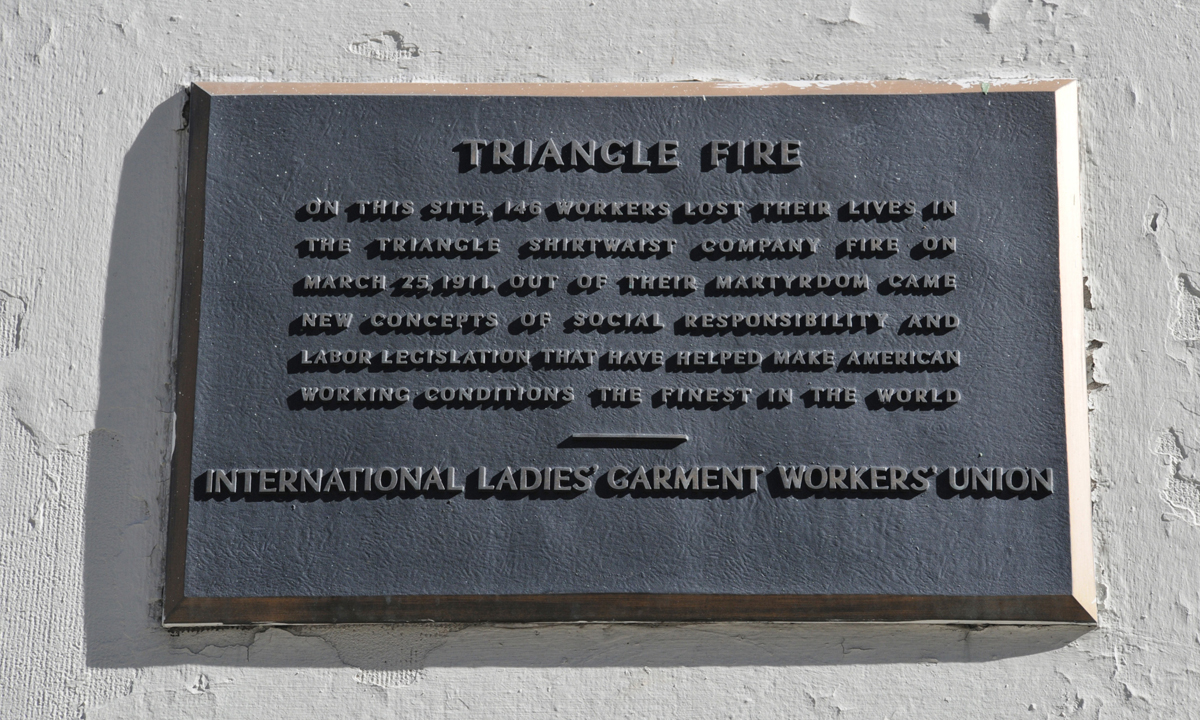 TRIANGLE FIRE
ON THIS SITE, 146 WORKERS LOST THEIR LIVES IN
THE TRIANGLE SHIRTWAIST COMPANY FIRE ON
MARCH 25, 1911. OUT OF THEIR MARTYRDOM CAME
NEW CONCEPTS OF SOCIAL RESPONSIBILITY AND
LABOR LEGISLATION THAT HAVE HELPED MAKE AMERICAN
WORKING CONDITIONS THE FINEST IN THE WORLD
INTERNATIONAL LADIES' GARMENT WORKERS' UNION